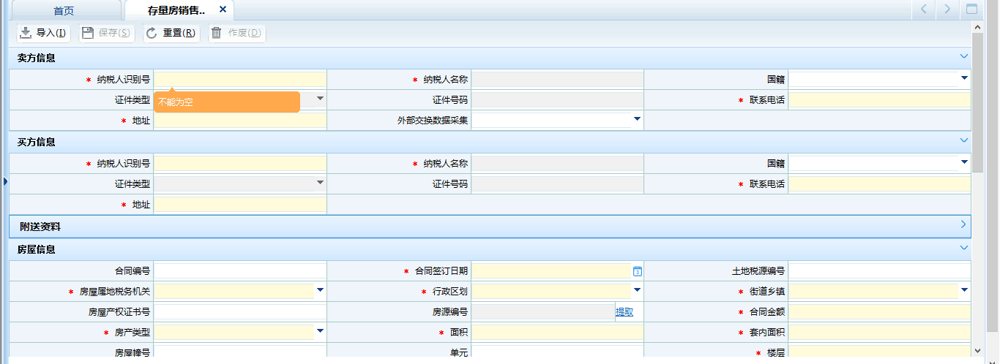 首页 存量房销售..
导入(I) 保存(S) 重置(R) 作废(D)
卖方信息
* 纳税人识别号 * 纳税人名称 国籍
证件类型 不能为空 证件号码 * 联系电话
* 地址 外部交换数据采集
买方信息
* 纳税人识别号 * 纳税人名称 国籍
证件类型 证件号码 * 联系电话
* 地址
附送资料
房屋信息
合同编号 * 合同签订日期 土地税源编号
* 房屋属地税务机关 * 行政区划 * 街道乡镇
房屋产权证书号 房源编号 提取 * 合同金额
* 房产类型 * 面积 * 套内面积
房屋幢号 单元 * 楼层